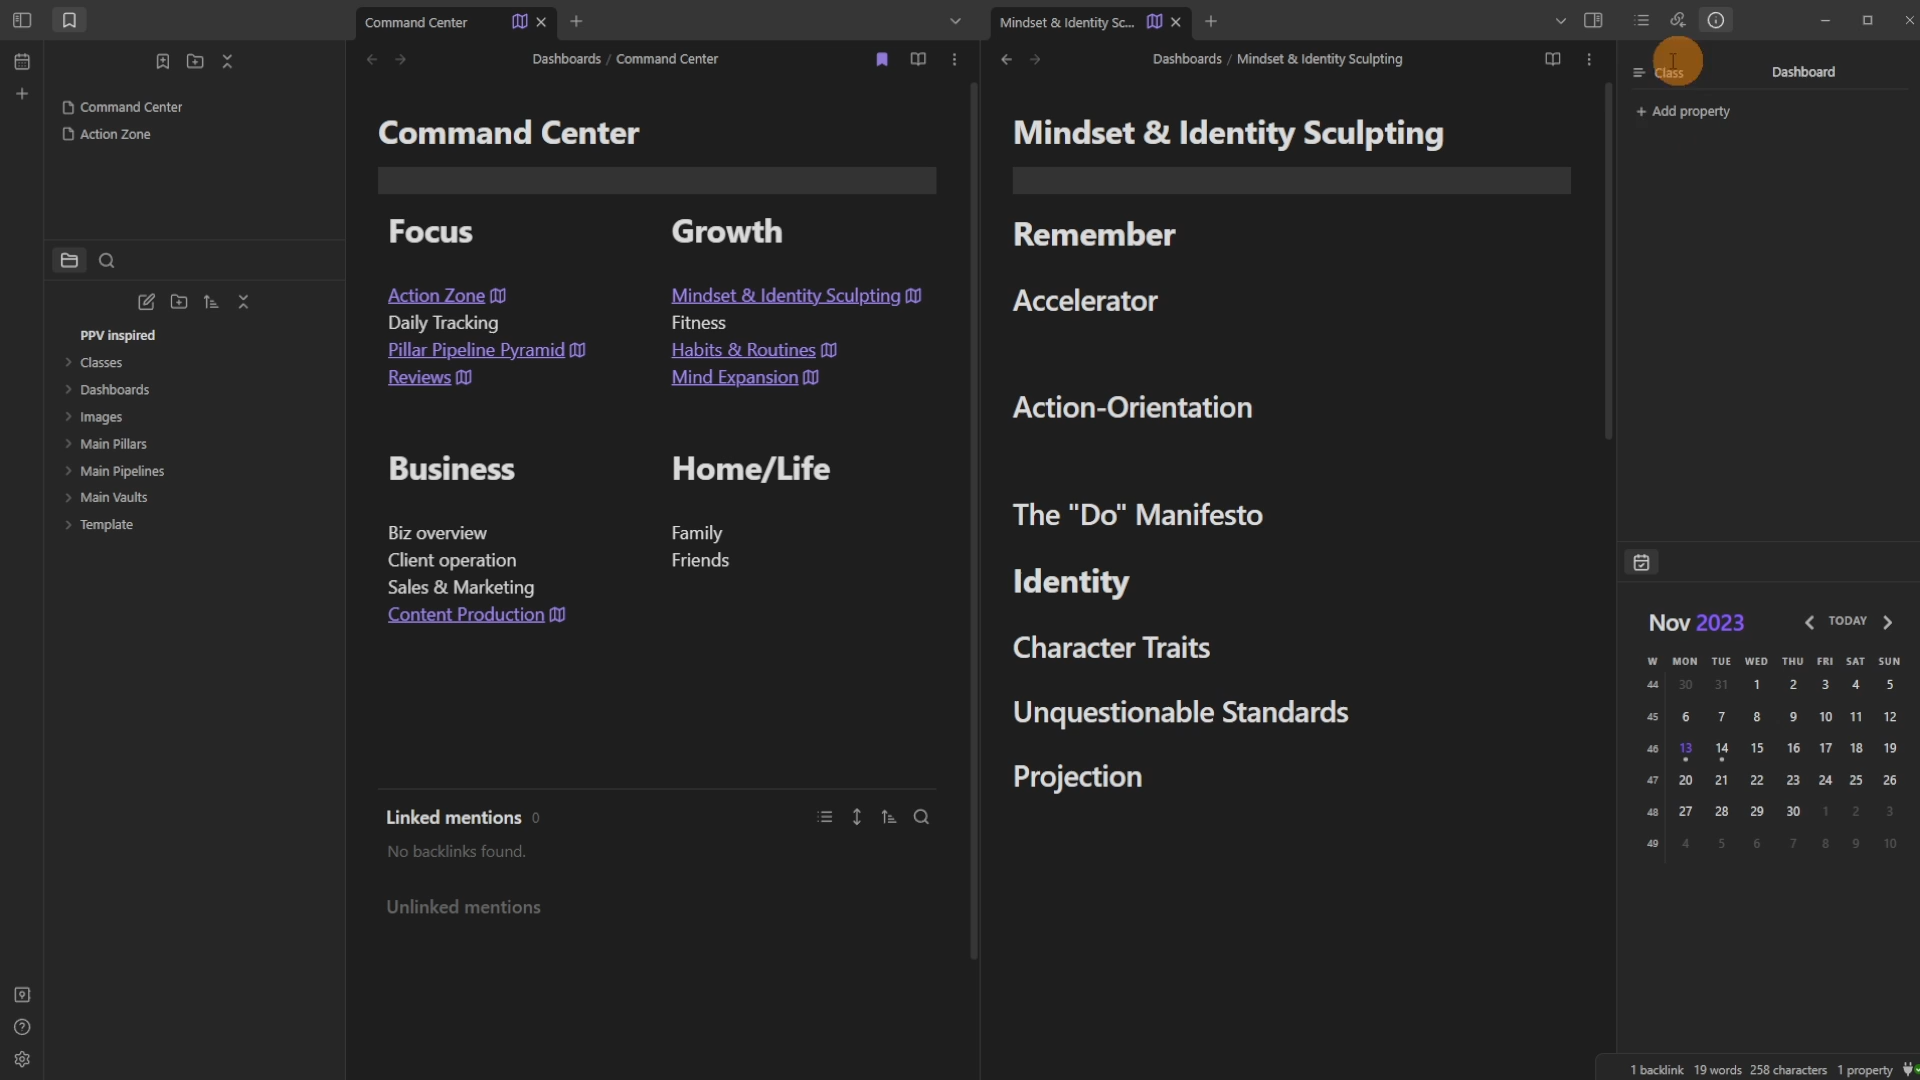 Command Center
Mindset & Identity Sc...
Dashboards / Command Center
Dashboards / Mindset & Identity Sculpting
Class
Dashboard
+ Add property
Command Center
Action Zone
PPV inspired
Classes
Dashboards
Images
Main Pillars
Main Pipelines
Main Vaults
Template
Command Center
Focus
Action Zone
Daily Tracking
Pillar Pipeline Pyramid
Reviews
Growth
Mindset & Identity Sculpting
Fitness
Habits & Routines
Mind Expansion
Business
Biz overview
Client operation
Sales & Marketing
Content Production
Home/Life
Family
Friends
Linked mentions 0
No backlinks found.
Unlinked mentions
Mindset & Identity Sculpting
Remember
Accelerator
Action-Orientation
The "Do" Manifesto
Identity
Character Traits
Unquestionable Standards
Projection
Nov 2023
TODAY
W MON TUE WED THU FRI SAT SUN
44 30 31 1 2 3 4 5
45 6 7 8 9 10 11 12
46 13 14 15 16 17 18 19
47 20 21 22 23 24 25 26
48 27 28 29 30 1 2 3
49 4 5 6 7 8 9 10
1 backlink 19 words 258 characters 1 property